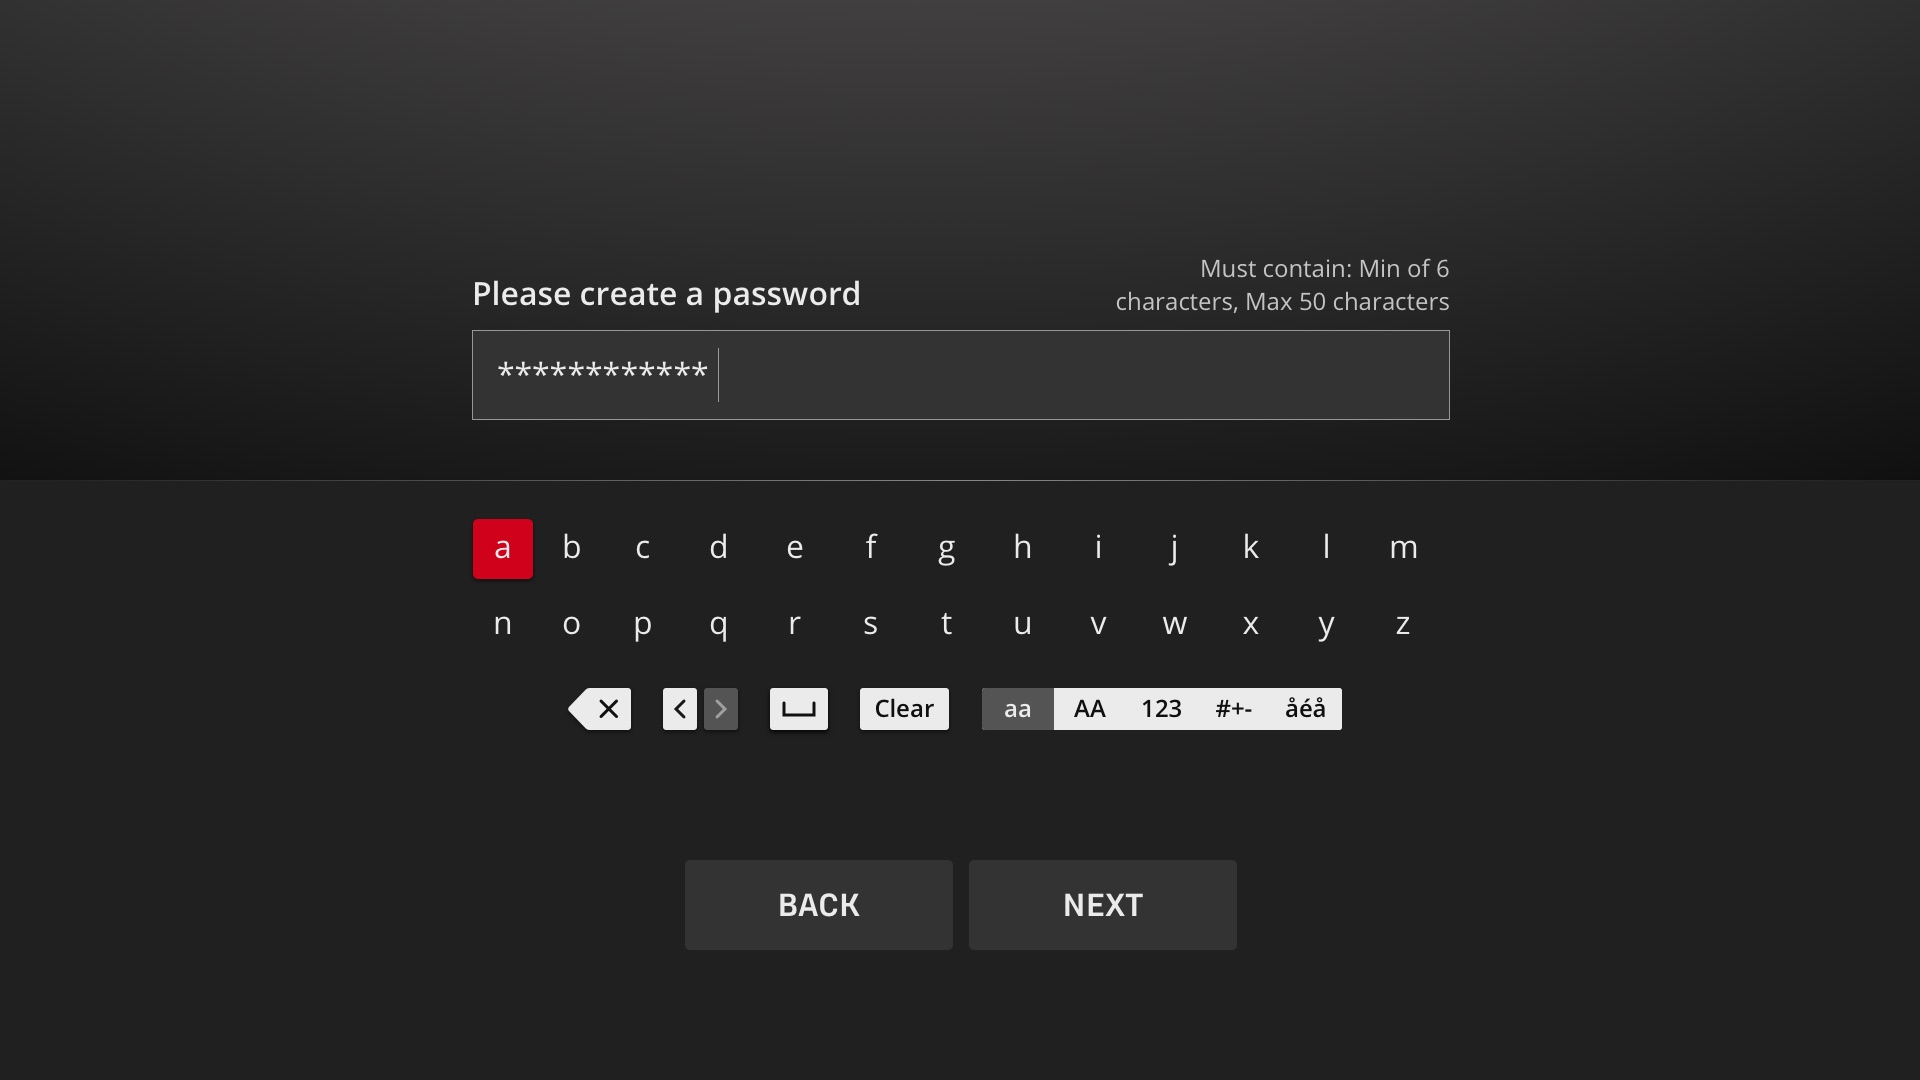 Please create a password
Must contain: Min of 6
characters, Max 50 characters
************
a b c d e f g h i j k l m
n o p q r s t u v w x y z
Clear aa AA 123 #+- åéå
BACK NEXT